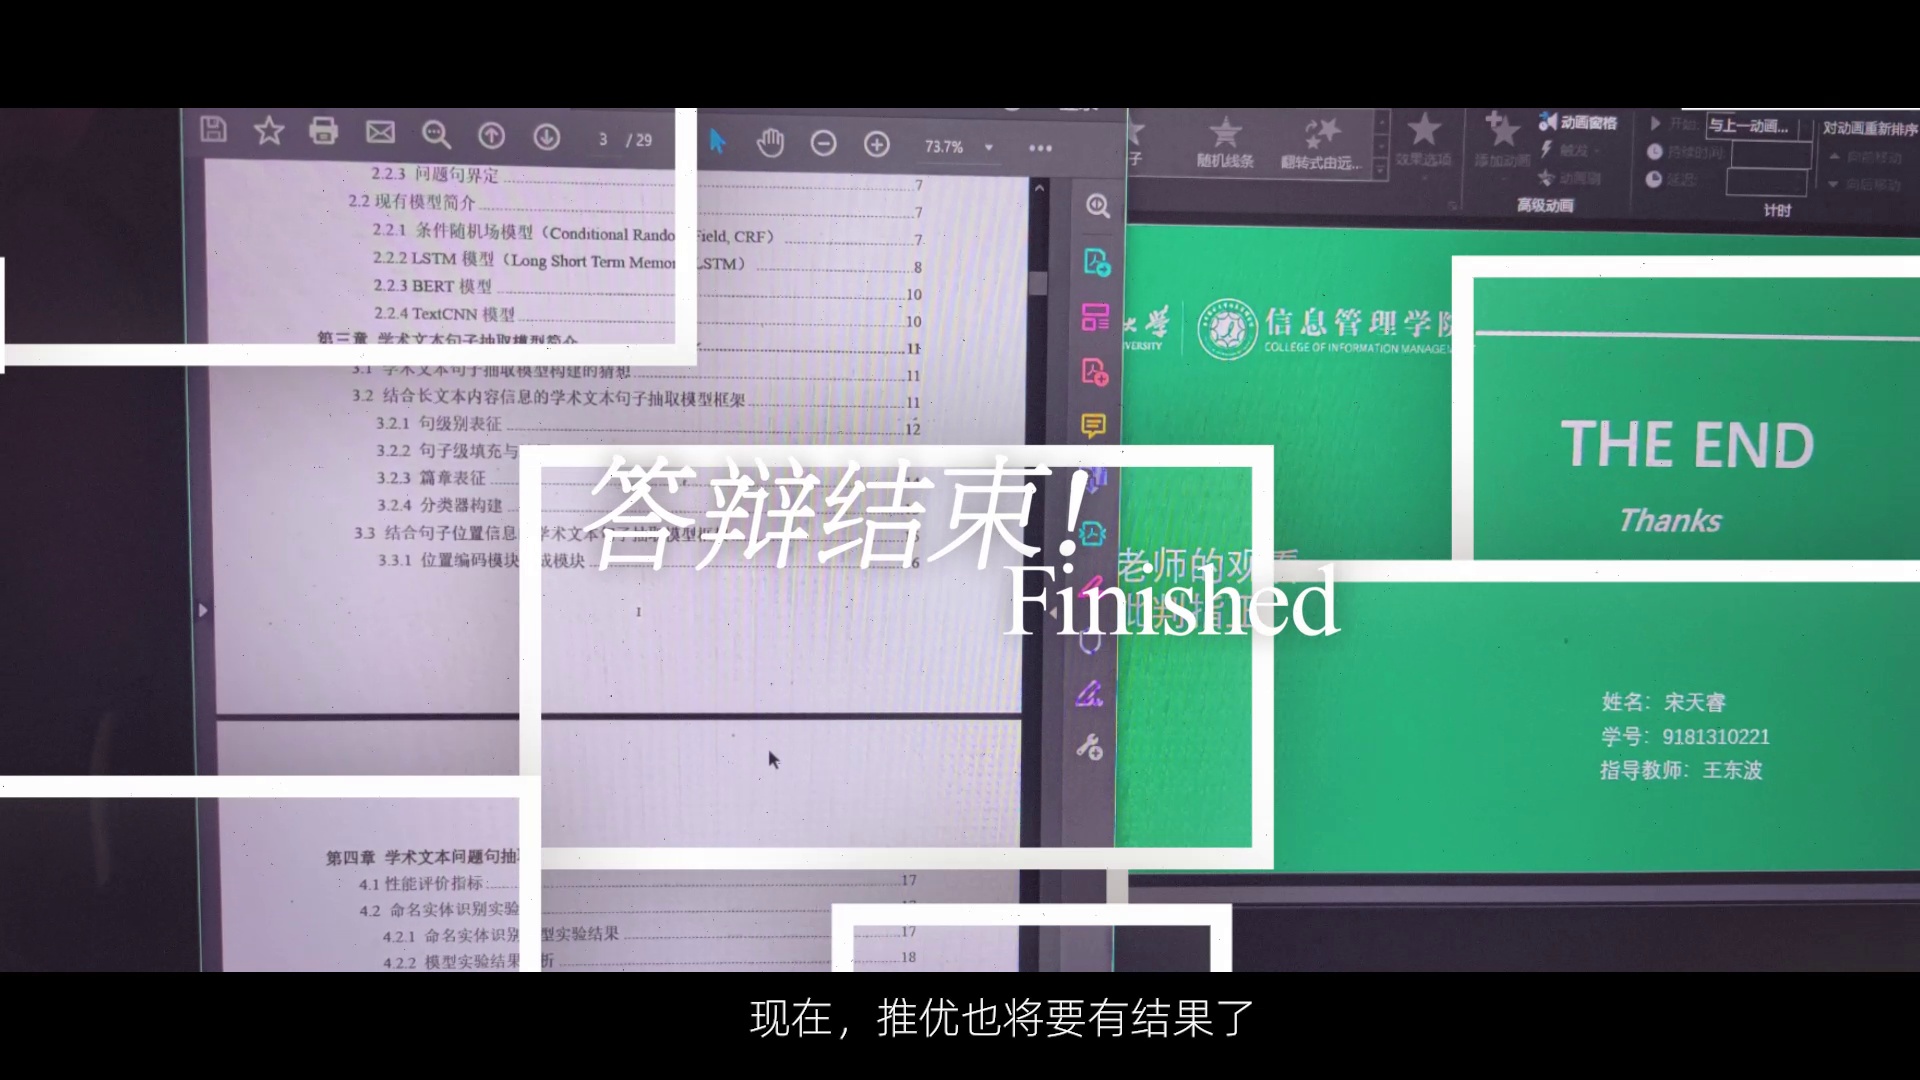 3 / 29
73.7%
2.2.3 问题句界定 7
2.2 现有模型简介 7
2.2.1 条件随机场模型（Conditional Rando Field, CRF） 7
2.2.2 LSTM 模型（Long Short Term Memor LSTM） 8
2.2.3 BERT 模型 10
2.2.4 TextCNN 模型 10
第三章 学术文本句子抽取模型简介 11
3.1 学术文本句子抽取模型构建的猜想 11
3.2 结合长文本内容信息的学术文本句子抽取模型框架 11
3.2.1 句级别表征 12
3.2.2 句子级填充与
3.2.3 篇章表征
3.2.4 分类器构建
3.3 结合句子位置信息 学术文本句子抽取模型框
3.3.1 位置编码模块 成模块 6
I
第四章 学术文本问题句抽
4.1 性能评价指标 17
4.2 命名实体识别实验
4.2.1 命名实体识别 型实验结果 17
4.2.2 模型实验结果 析 18
答辩结束！
Finished
子
随机线条
翻转式由远...
效果选项
添加动画
动画窗格
触发
动画刷
高级动画
开始:
与上一动画...
持续时间:
延迟:
计时
对动画重新排序
向前移动
向后移动
大学
VERSITY
信息管理学院
COLLEGE OF INFORMATION MANAGEM
THE END
Thanks
老师的观看
批判指正
姓名：宋天睿
学号：9181310221
指导教师：王东波
现在，推优也将要有结果了